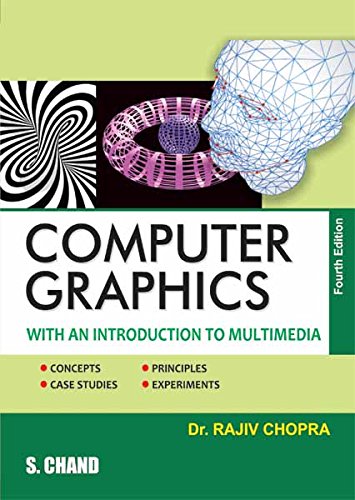 Fourth Edition
COMPUTER
GRAPHICS
WITH AN INTRODUCTION TO MULTIMEDIA
• CONCEPTS • PRINCIPLES
• CASE STUDIES • EXPERIMENTS
Dr. RAJIV CHOPRA
S. CHAND